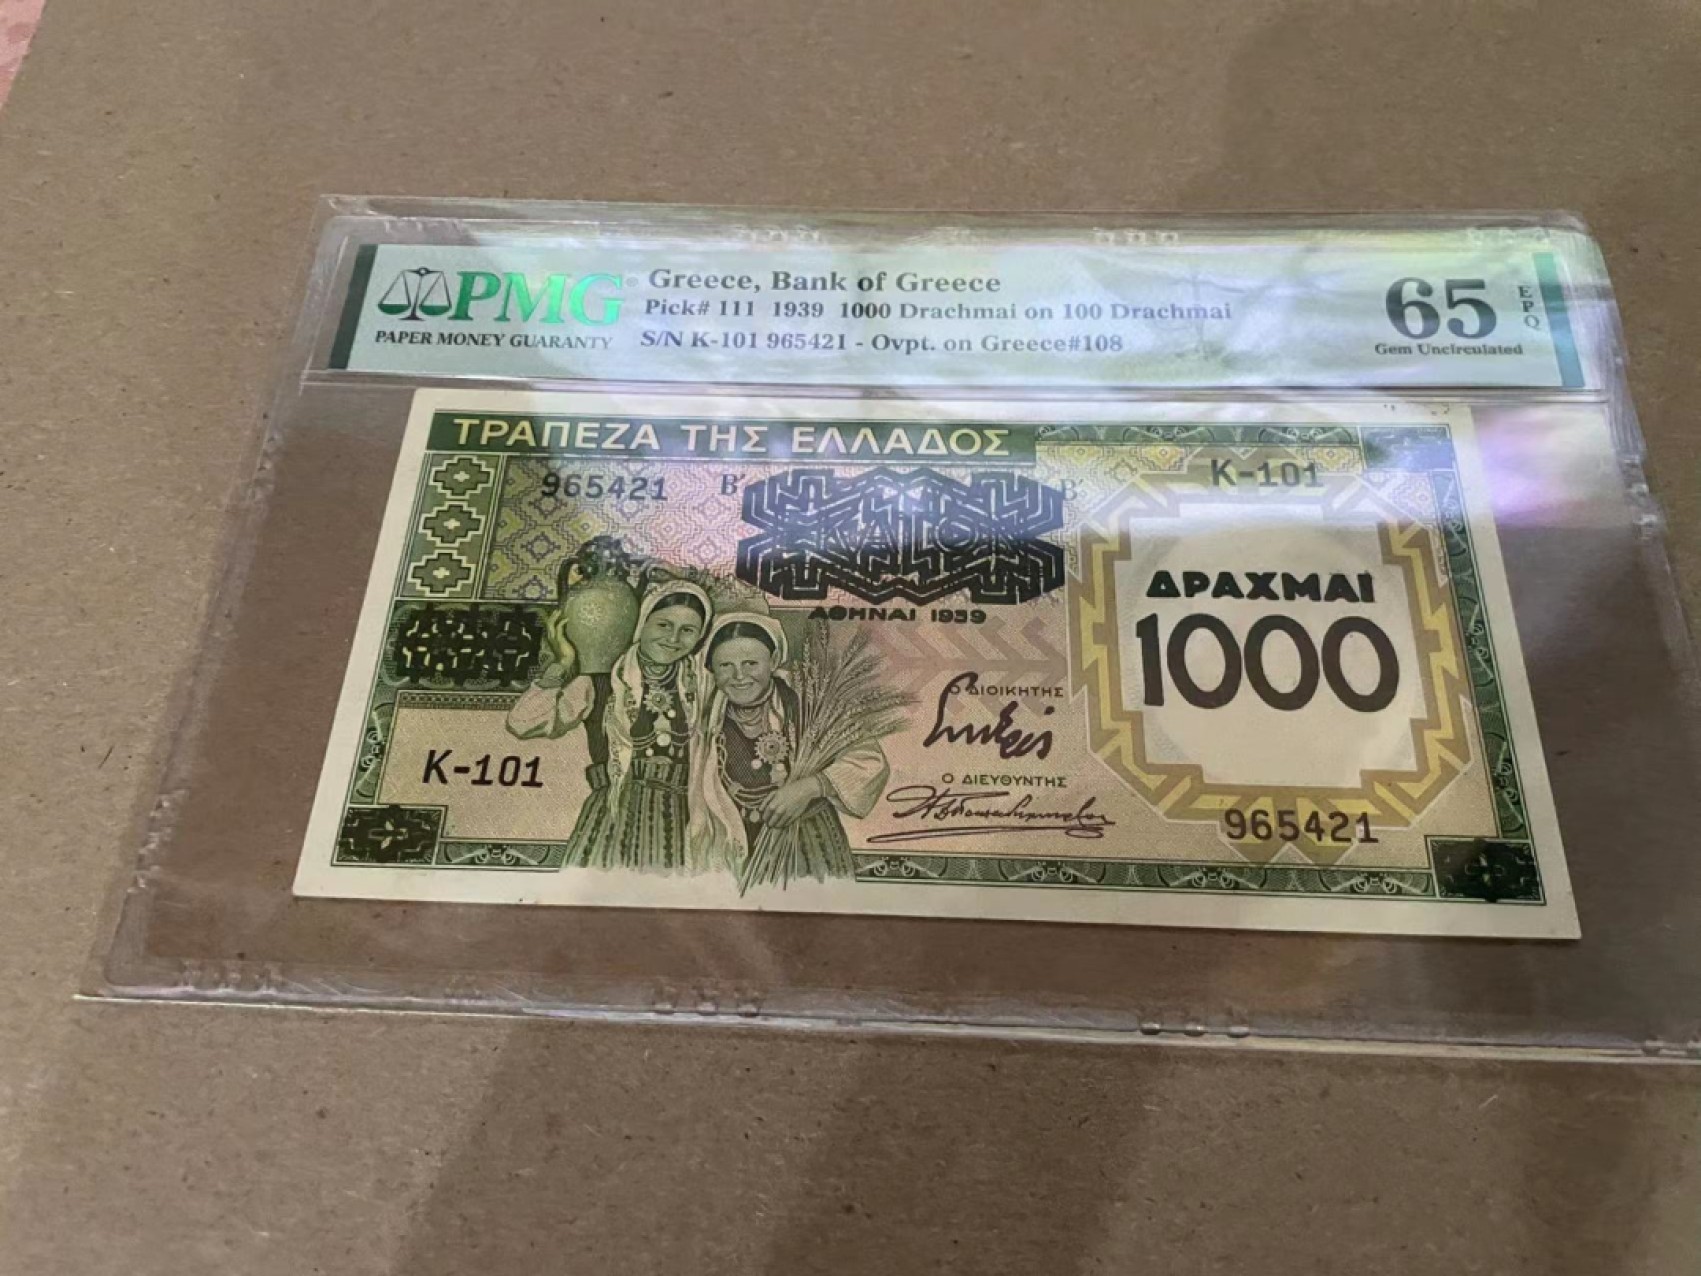 PMG
PAPER MONEY GUARANTY
Greece, Bank of Greece
Pick# 111 1939 1000 Drachmai on 100 Drachmai
S/N K-101 965421 - Ovpt. on Greece#108
65
EPQ
Gem Uncirculated
ΤΡΑΠΕΖΑ ΤΗΣ ΕΛΛΑΔΟΣ
965421 Β΄ Β΄ K-101
ΑΘΗΝΑΙ 1939
ΔΡΑΧΜΑΙ
1000
Ο ΔΙΟΙΚΗΤΗΣ
K-101
Ο ΔΙΕΥΘΥΝΤΗΣ
965421